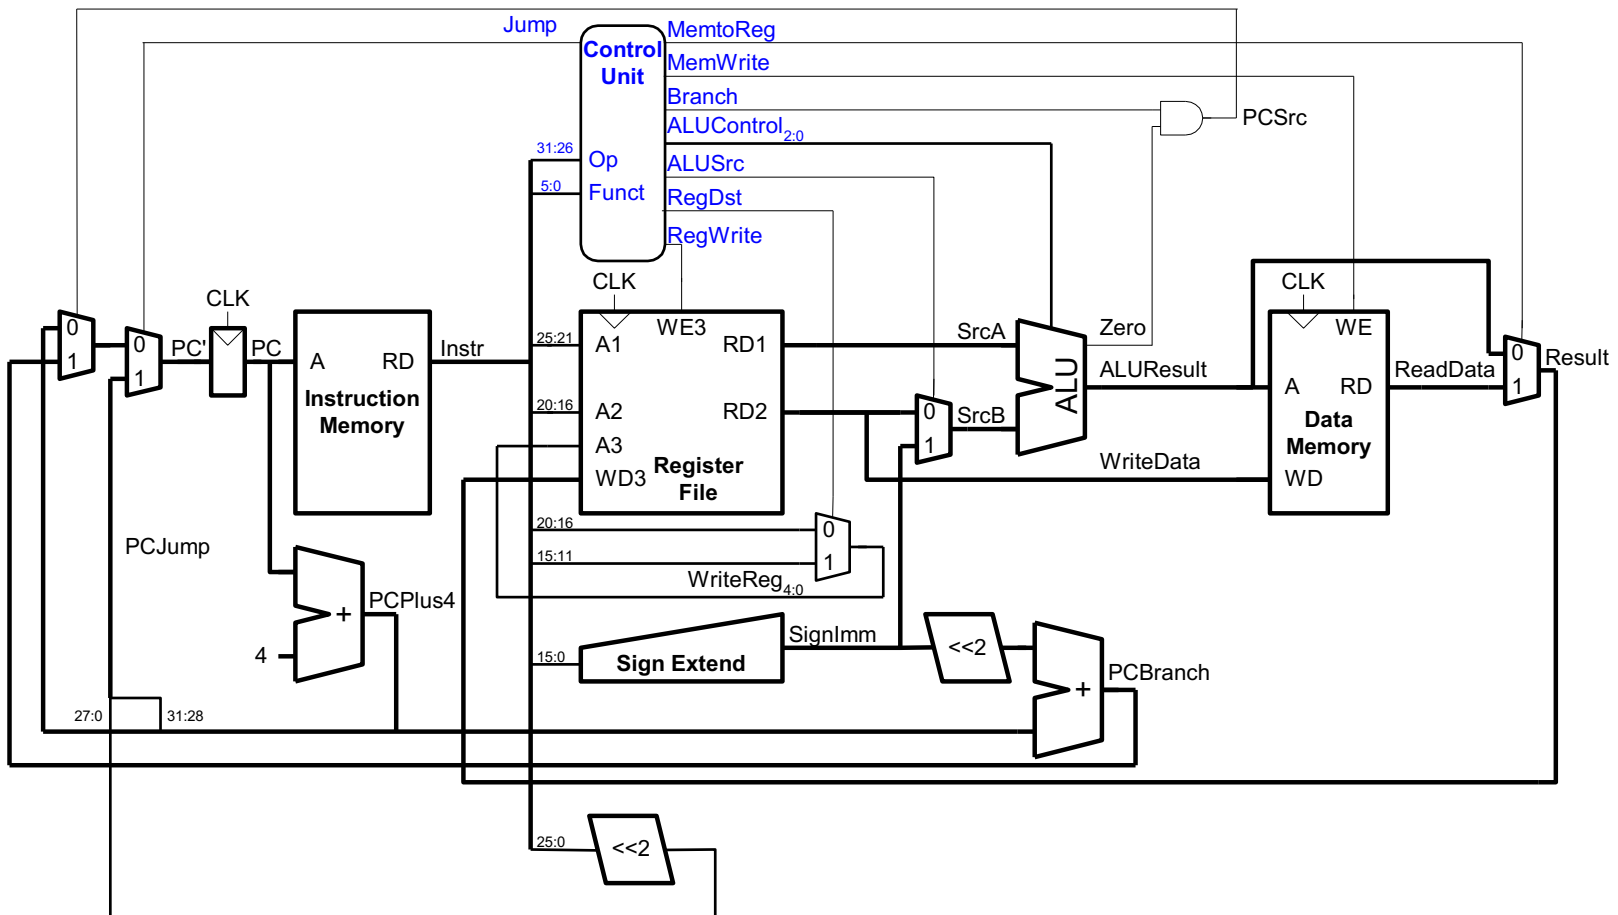 Jump
MemtoReg
Control
Unit
MemWrite
Branch
PCSrc
ALUControl2:0
31:26
Op
ALUSrc
5:0
Funct
RegDst
RegWrite
CLK
CLK
CLK
0
1
0
1
PC'
PC
A
RD
Instr
Instruction
Memory
25:21
A1
WE3
RD1
SrcA
20:16
A2
RD2
A3
WD3
Register
File
0
1
SrcB
ALU
Zero
ALUResult
WE
A
RD
Data
Memory
ReadData
WriteData
WD
0
1
Result
20:16
0
15:11
1
WriteReg4:0
PCJump
PCPlus4
+
4
SignImm
15:0
Sign Extend
<<2
+
PCBranch
27:0
31:28
25:0
<<2